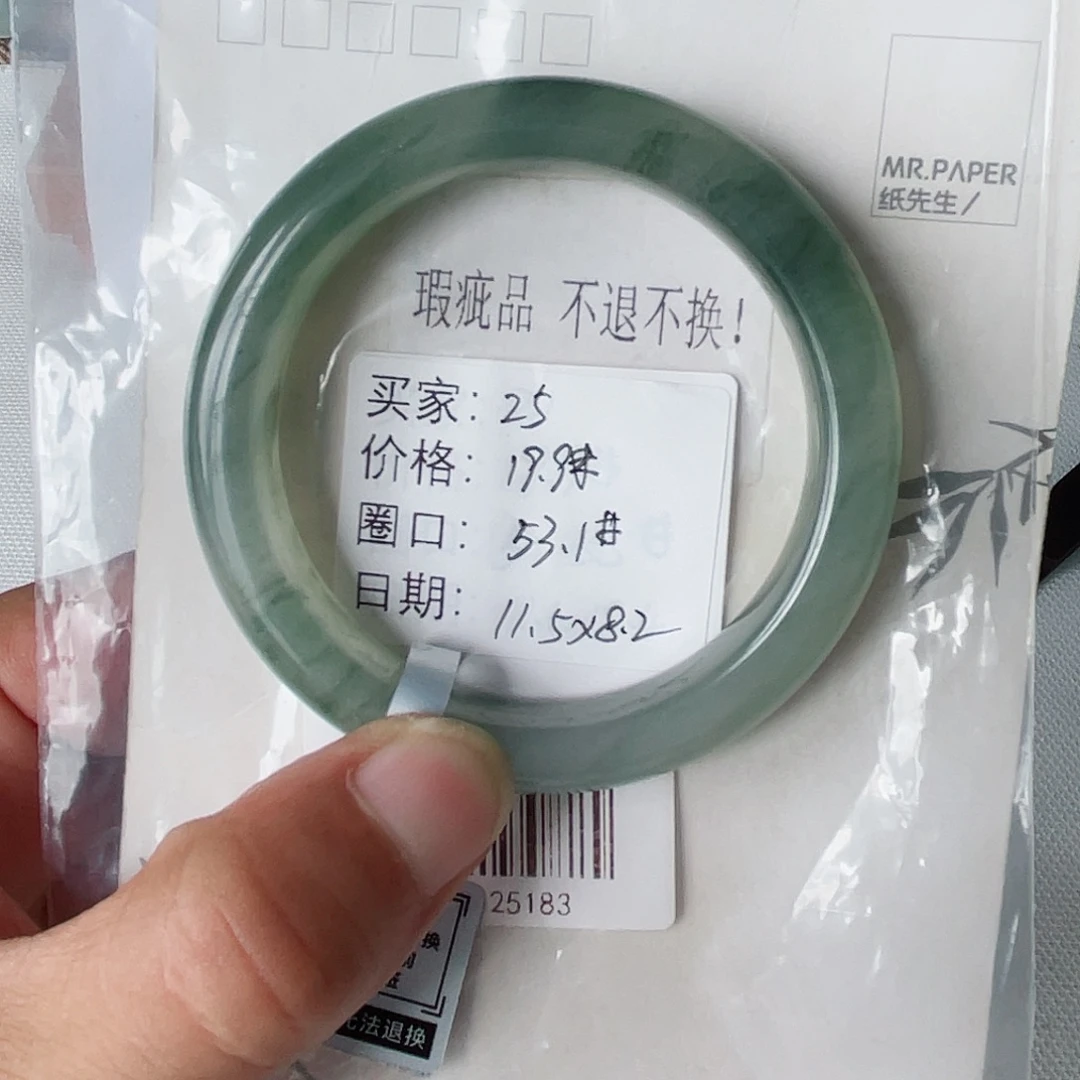 MR.PAPER
纸先生/
瑕疵品 不退不换!
买家: 25
价格: 19.9#
圈口: 53.1#
日期: 11.5x8.2
25183
换
法退换